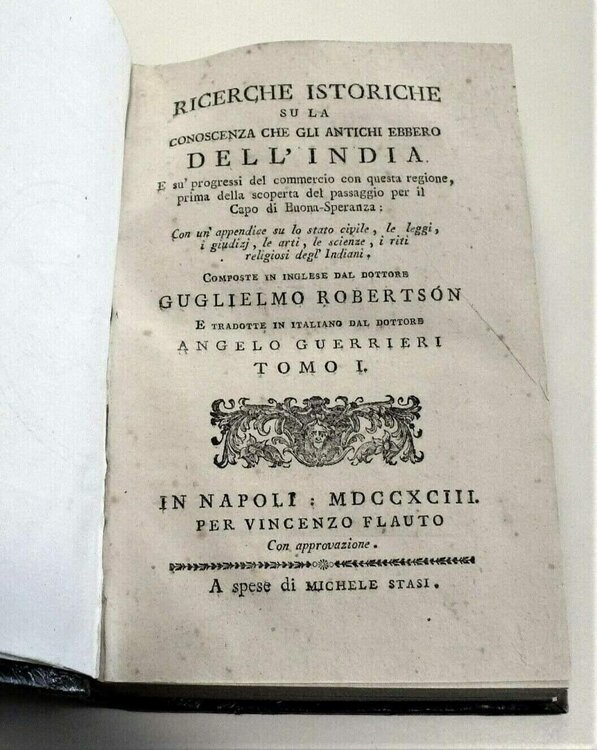 RICERCHE ISTORICHE
SU LA
CONOSCENZA CHE GLI ANTICHI EBBERO
DELL'INDIA.
E su' progressi del commercio con questa regione,
prima della scoperta del passaggio per il
Capo di Buona-Speranza:
Con un' appendice su lo stato civile, le leggi,
i giudizj, le arti, le scienze, i riti
religiosi degl' Indiani.
COMPOSTE IN INGLESE DAL DOTTORE
GUGLIELMO ROBERTSÓN
E TRADOTTE IN ITALIANO DAL DOTTORE
ANGELO GUERRIERI
TOMO I.
IN NAPOLI: MDCCXCIII.
PER VINCENZO FLAUTO
Con approvazione.
A spese di MICHELE STASI.